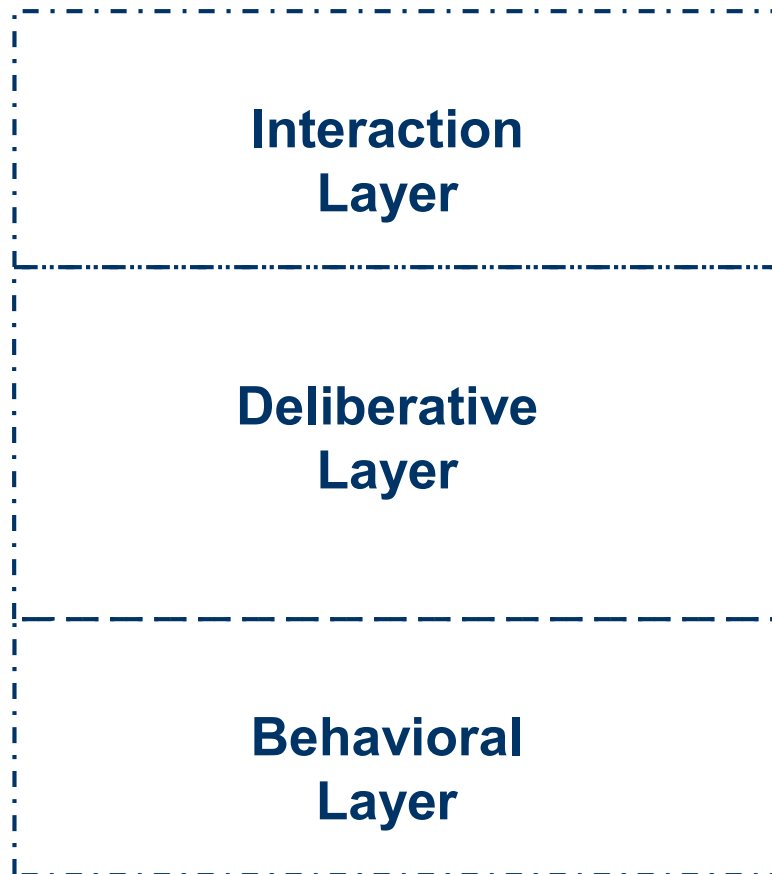 Interaction
Layer
Deliberative
Layer
Behavioral
Layer